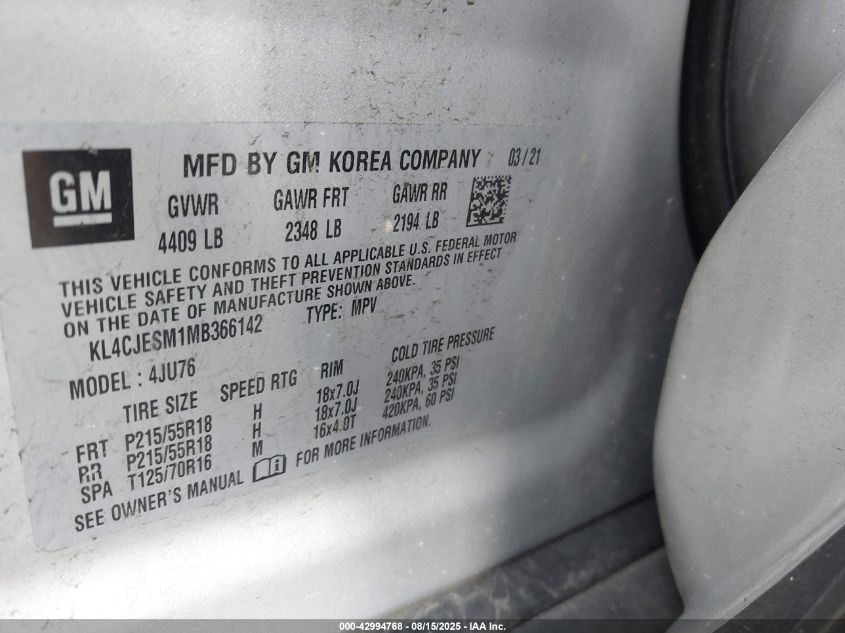 GM
MFD BY GM KOREA COMPANY 03/21
GVWR GAWR FRT GAWR RR
4409 LB 2348 LB 2194 LB
THIS VEHICLE CONFORMS TO ALL APPLICABLE U.S. FEDERAL MOTOR
VEHICLE SAFETY AND THEFT PREVENTION STANDARDS IN EFFECT
ON THE DATE OF MANUFACTURE SHOWN ABOVE.
KL4CJESM1MB366142 TYPE: MPV
MODEL : 4JU76
TIRE SIZE SPEED RTG RIM COLD TIRE PRESSURE
FRT P215/55R18 H 18x7.0J 240KPA, 35 PSI
RR P215/55R18 H 18x7.0J 240KPA, 35 PSI
SPA T125/70R16 M 16x4.0T 420KPA, 60 PSI
SEE OWNER'S MANUAL FOR MORE INFORMATION.
000-42994768 - 08/15/2025 - IAA Inc.